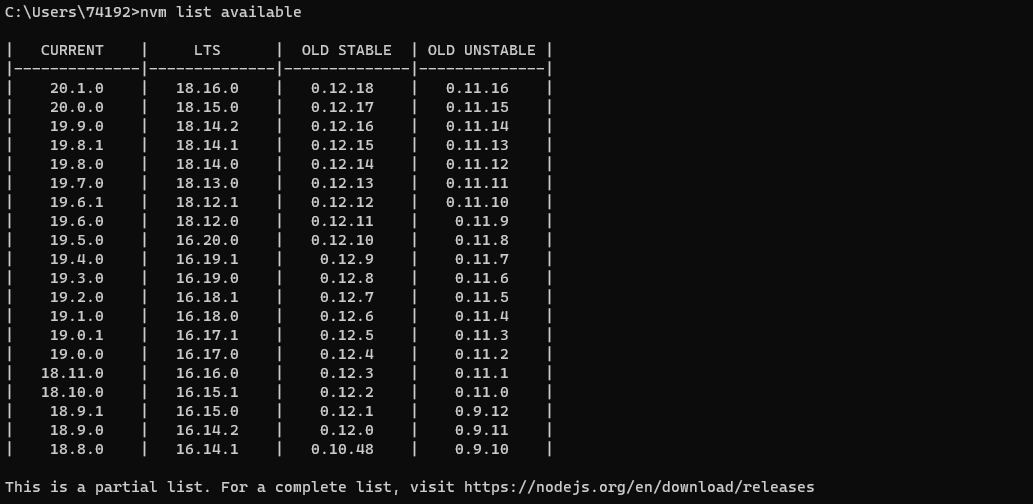 C:\Users\74192>nvm list available
|   CURRENT    |     LTS      |  OLD STABLE  | OLD UNSTABLE |
|--------------|--------------|--------------|--------------|
|    20.1.0    |   18.16.0    |   0.12.18    |   0.11.16    |
|    20.0.0    |   18.15.0    |   0.12.17    |   0.11.15    |
|    19.9.0    |   18.14.2    |   0.12.16    |   0.11.14    |
|    19.8.1    |   18.14.1    |   0.12.15    |   0.11.13    |
|    19.8.0    |   18.14.0    |   0.12.14    |   0.11.12    |
|    19.7.0    |   18.13.0    |   0.12.13    |   0.11.11    |
|    19.6.1    |   18.12.1    |   0.12.12    |   0.11.10    |
|    19.6.0    |   18.12.0    |   0.12.11    |    0.11.9    |
|    19.5.0    |   16.20.0    |   0.12.10    |    0.11.8    |
|    19.4.0    |   16.19.1    |    0.12.9    |    0.11.7    |
|    19.3.0    |   16.19.0    |    0.12.8    |    0.11.6    |
|    19.2.0    |   16.18.1    |    0.12.7    |    0.11.5    |
|    19.1.0    |   16.18.0    |    0.12.6    |    0.11.4    |
|    19.0.1    |   16.17.1    |    0.12.5    |    0.11.3    |
|    19.0.0    |   16.17.0    |    0.12.4    |    0.11.2    |
|   18.11.0    |   16.16.0    |    0.12.3    |    0.11.1    |
|   18.10.0    |   16.15.1    |    0.12.2    |    0.11.0    |
|    18.9.1    |   16.15.0    |    0.12.1    |    0.9.12    |
|    18.9.0    |   16.14.2    |    0.12.0    |    0.9.11    |
|    18.8.0    |   16.14.1    |   0.10.48    |    0.9.10    |
This is a partial list. For a complete list, visit https://nodejs.org/en/download/releases